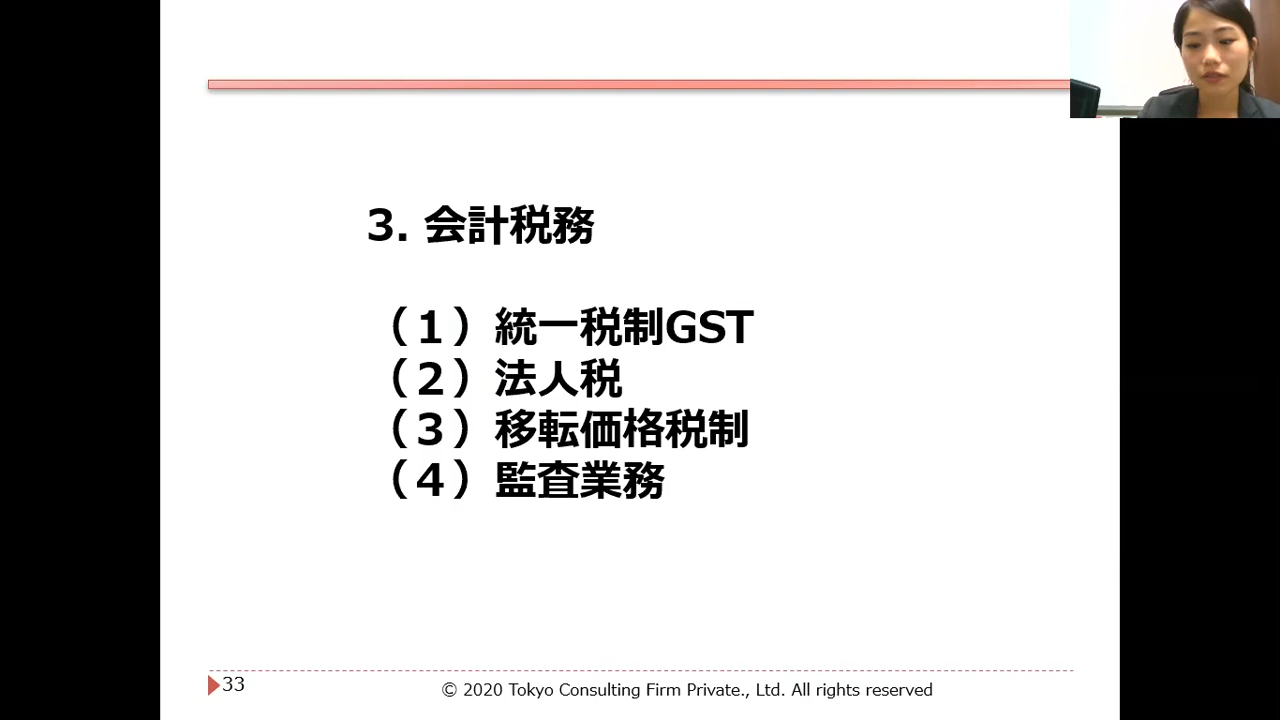 3. 会計税務
（１）統一税制GST
（２）法人税
（３）移転価格税制
（４）監査業務
33
© 2020 Tokyo Consulting Firm Private., Ltd. All rights reserved